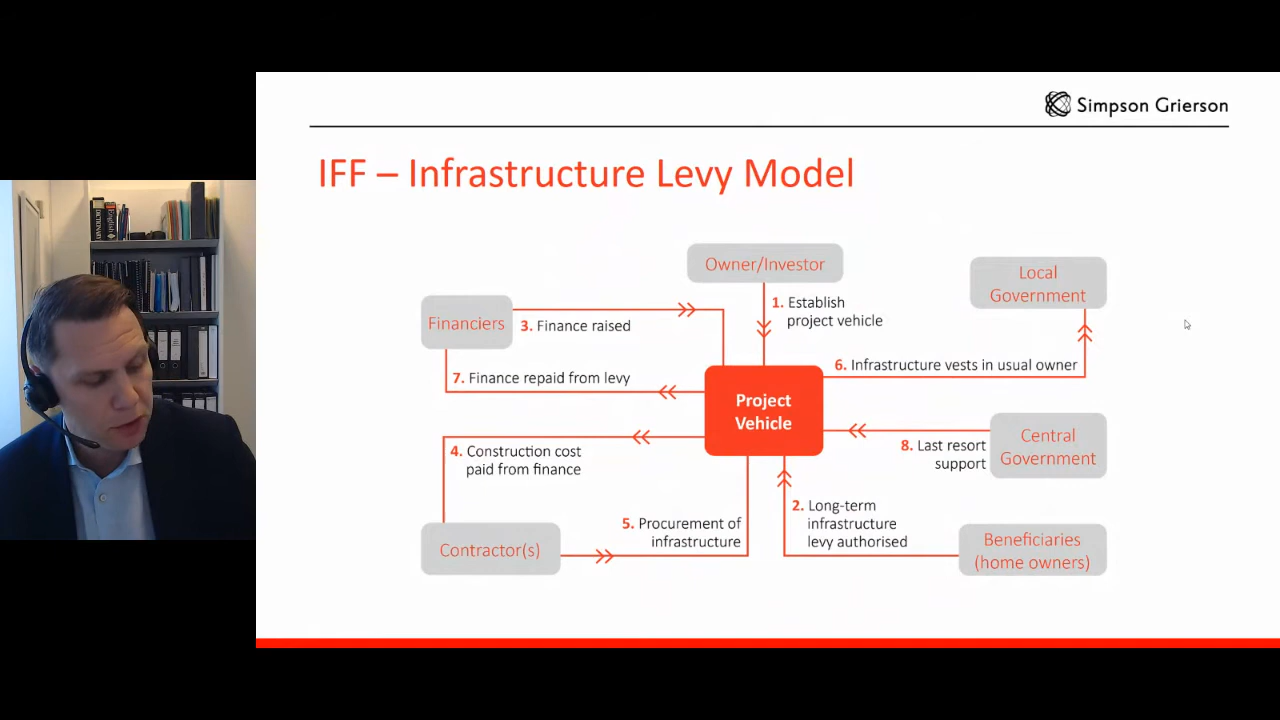 Simpson Grierson
IFF – Infrastructure Levy Model
Owner/Investor
Local
Government
Financiers
1. Establish
project vehicle
3. Finance raised
6. Infrastructure vests in usual owner
7. Finance repaid from levy
Project
Vehicle
Central
Government
8. Last resort
support
4. Construction cost
paid from finance
2. Long-term
infrastructure
levy authorised
5. Procurement of
infrastructure
Contractor(s)
Beneficiaries
(home owners)
DICTIONARY
English